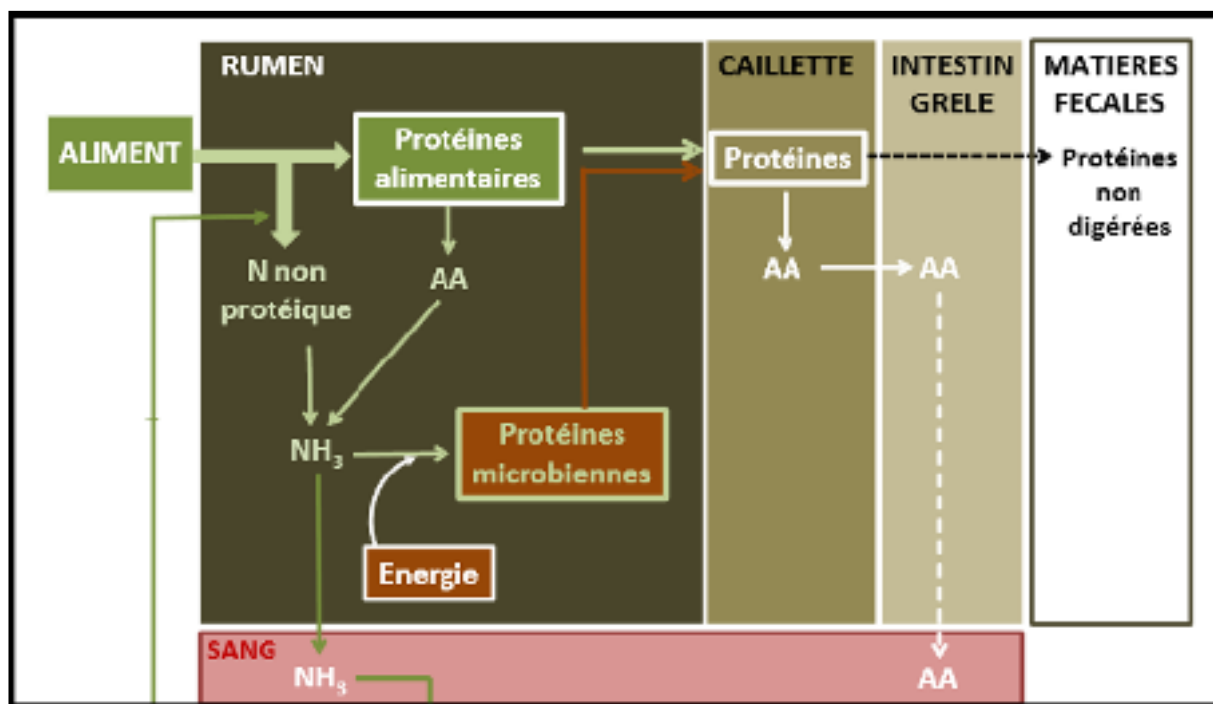 RUMEN
CAILLETTE
INTESTIN
GRELE
MATIERES
FECALES
ALIMENT
Protéines
alimentaires
Protéines
Protéines
non
digérées
N non
protéique
AA
AA
AA
NH₃
Protéines
microbiennes
Energie
SANG
NH₃
AA